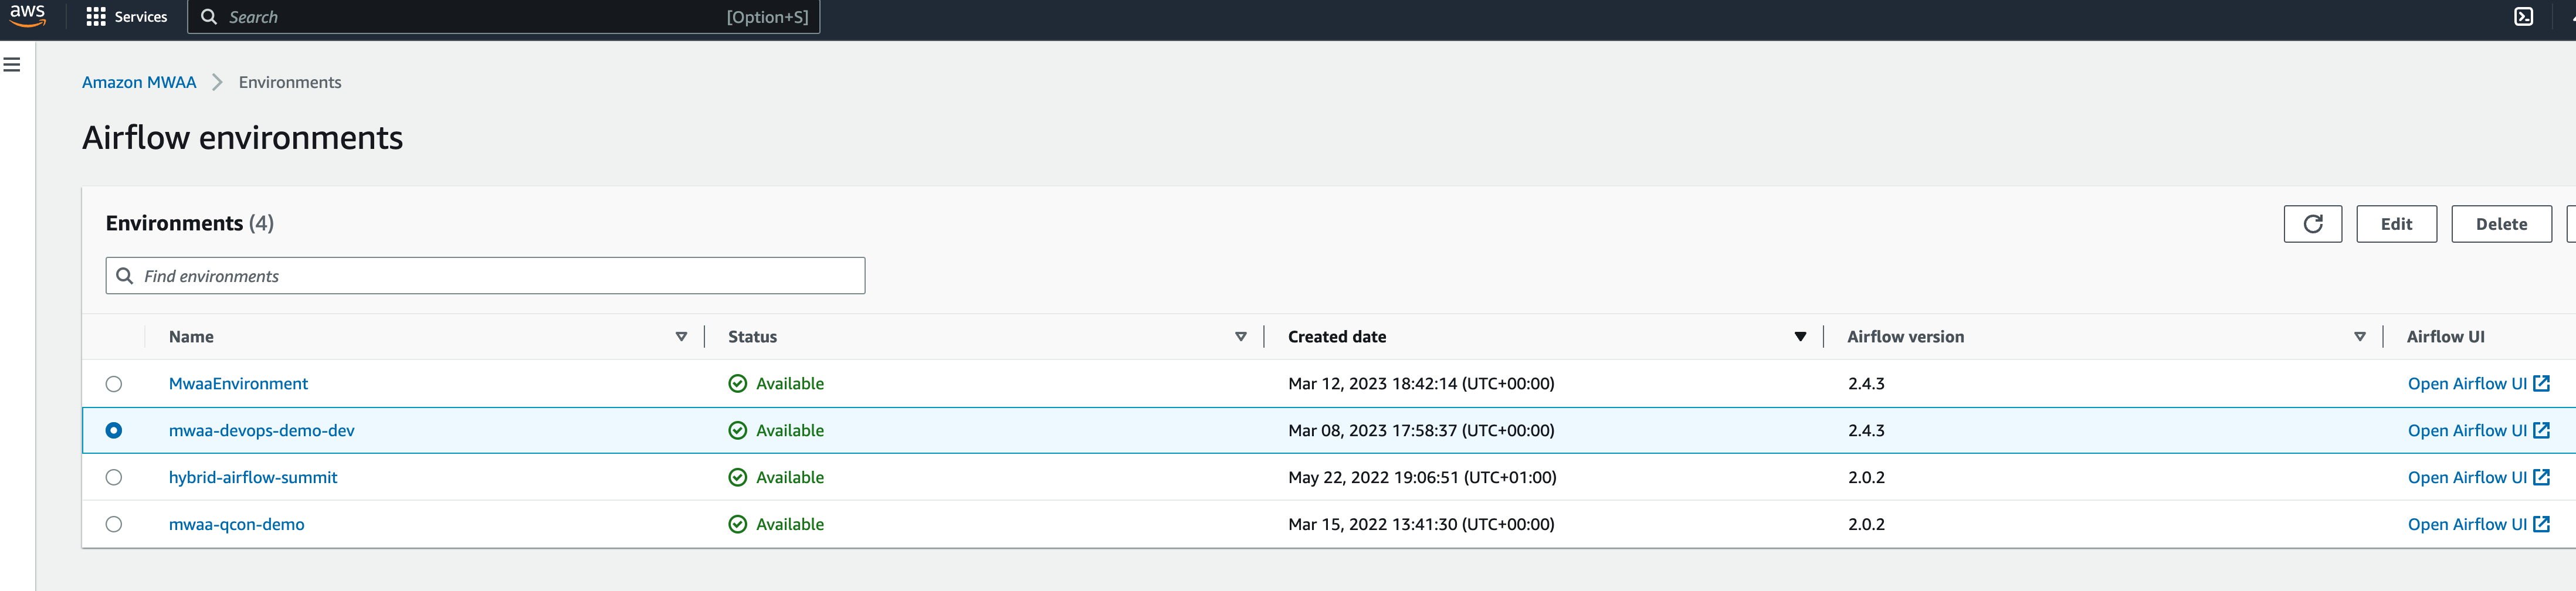 aws Services Search [Option+S]
Amazon MWAA Environments
Airflow environments
Environments (4) Edit Delete
Find environments
Name Status Created date Airflow version Airflow UI
MwaaEnvironment Available Mar 12, 2023 18:42:14 (UTC+00:00) 2.4.3 Open Airflow UI
mwaa-devops-demo-dev Available Mar 08, 2023 17:58:37 (UTC+00:00) 2.4.3 Open Airflow UI
hybrid-airflow-summit Available May 22, 2022 19:06:51 (UTC+01:00) 2.0.2 Open Airflow UI
mwaa-qcon-demo Available Mar 15, 2022 13:41:30 (UTC+00:00) 2.0.2 Open Airflow UI